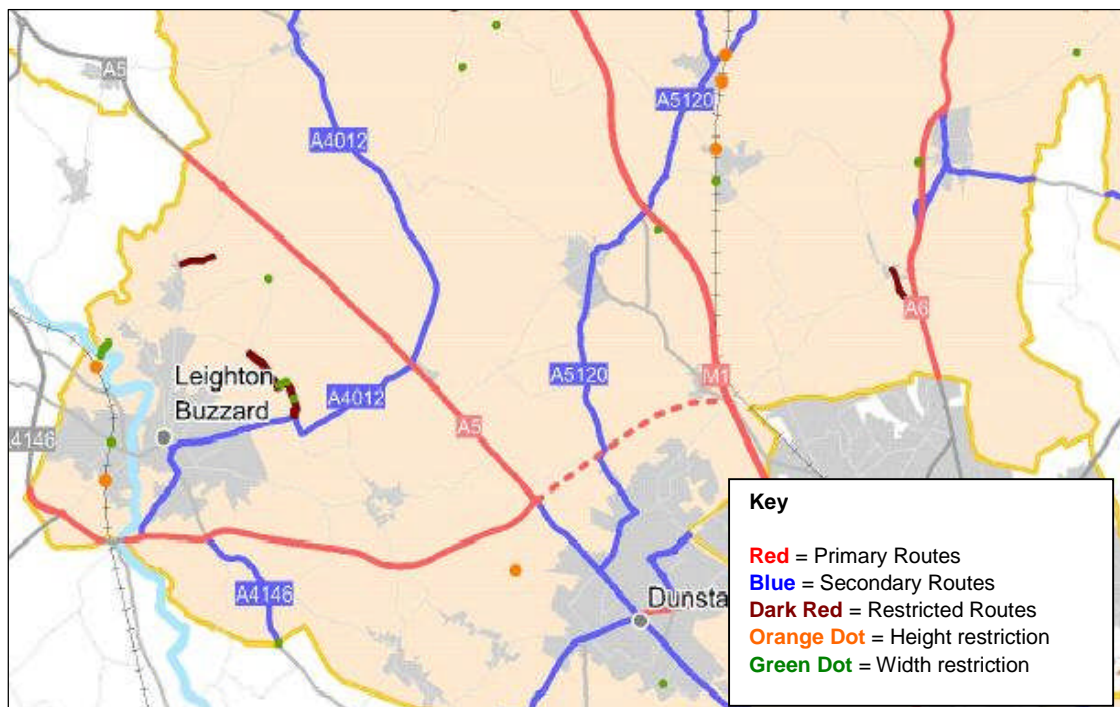 A5
A4012
A5120
Leighton
Buzzard
A4012
A5120
M1
A6
4146
A5
A4146
Dunsta
Key
Red = Primary Routes
Blue = Secondary Routes
Dark Red = Restricted Routes
Orange Dot = Height restriction
Green Dot = Width restriction